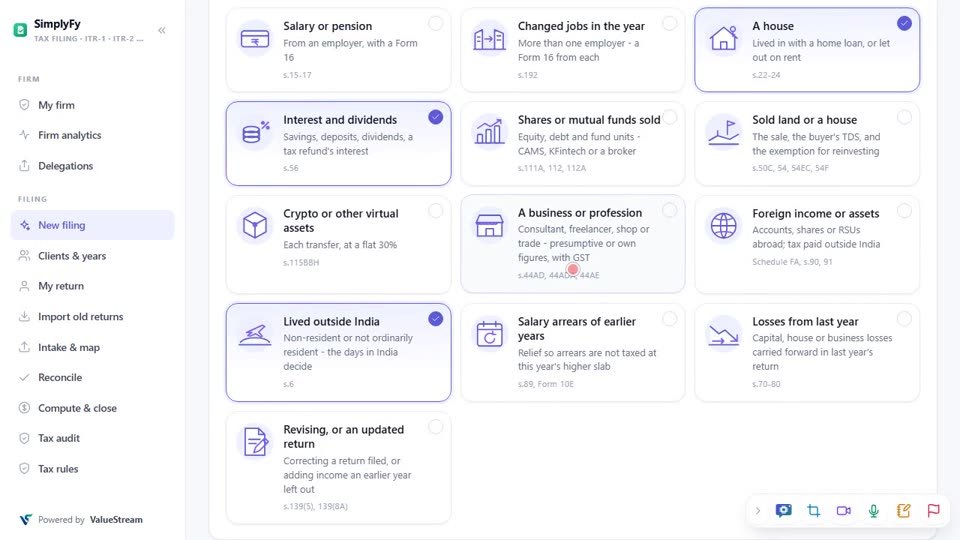 SimplyFy
TAX FILING · ITR-1 · ITR-2 ...
FIRM
My firm
Firm analytics
Delegations
FILING
New filing
Clients & years
My return
Import old returns
Intake & map
Reconcile
Compute & close
Tax audit
Tax rules
Powered by ValueStream
Salary or pension
From an employer, with a Form
16
s.15-17
Changed jobs in the year
More than one employer - a
Form 16 from each
s.192
A house
Lived in with a home loan, or let
out on rent
s.22-24
Interest and dividends
Savings, deposits, dividends, a
tax refund's interest
s.56
Shares or mutual funds sold
Equity, debt and fund units -
CAMS, KFintech or a broker
s.111A, 112, 112A
Sold land or a house
The sale, the buyer's TDS, and
the exemption for reinvesting
s.50C, 54, 54EC, 54F
Crypto or other virtual
assets
Each transfer, at a flat 30%
s.115BBH
A business or profession
Consultant, freelancer, shop or
trade - presumptive or own
figures, with GST
s.44AD, 44ADA, 44AE
Foreign income or assets
Accounts, shares or RSUs
abroad; tax paid outside India
Schedule FA, s.90, 91
Lived outside India
Non-resident or not ordinarily
resident - the days in India
decide
s.6
Salary arrears of earlier
years
Relief so arrears are not taxed at
this year's higher slab
s.89, Form 10E
Losses from last year
Capital, house or business losses
carried forward in last year's
return
s.70-80
Revising, or an updated
return
Correcting a return filed, or
adding income an earlier year
left out
s.139(5), 139(8A)